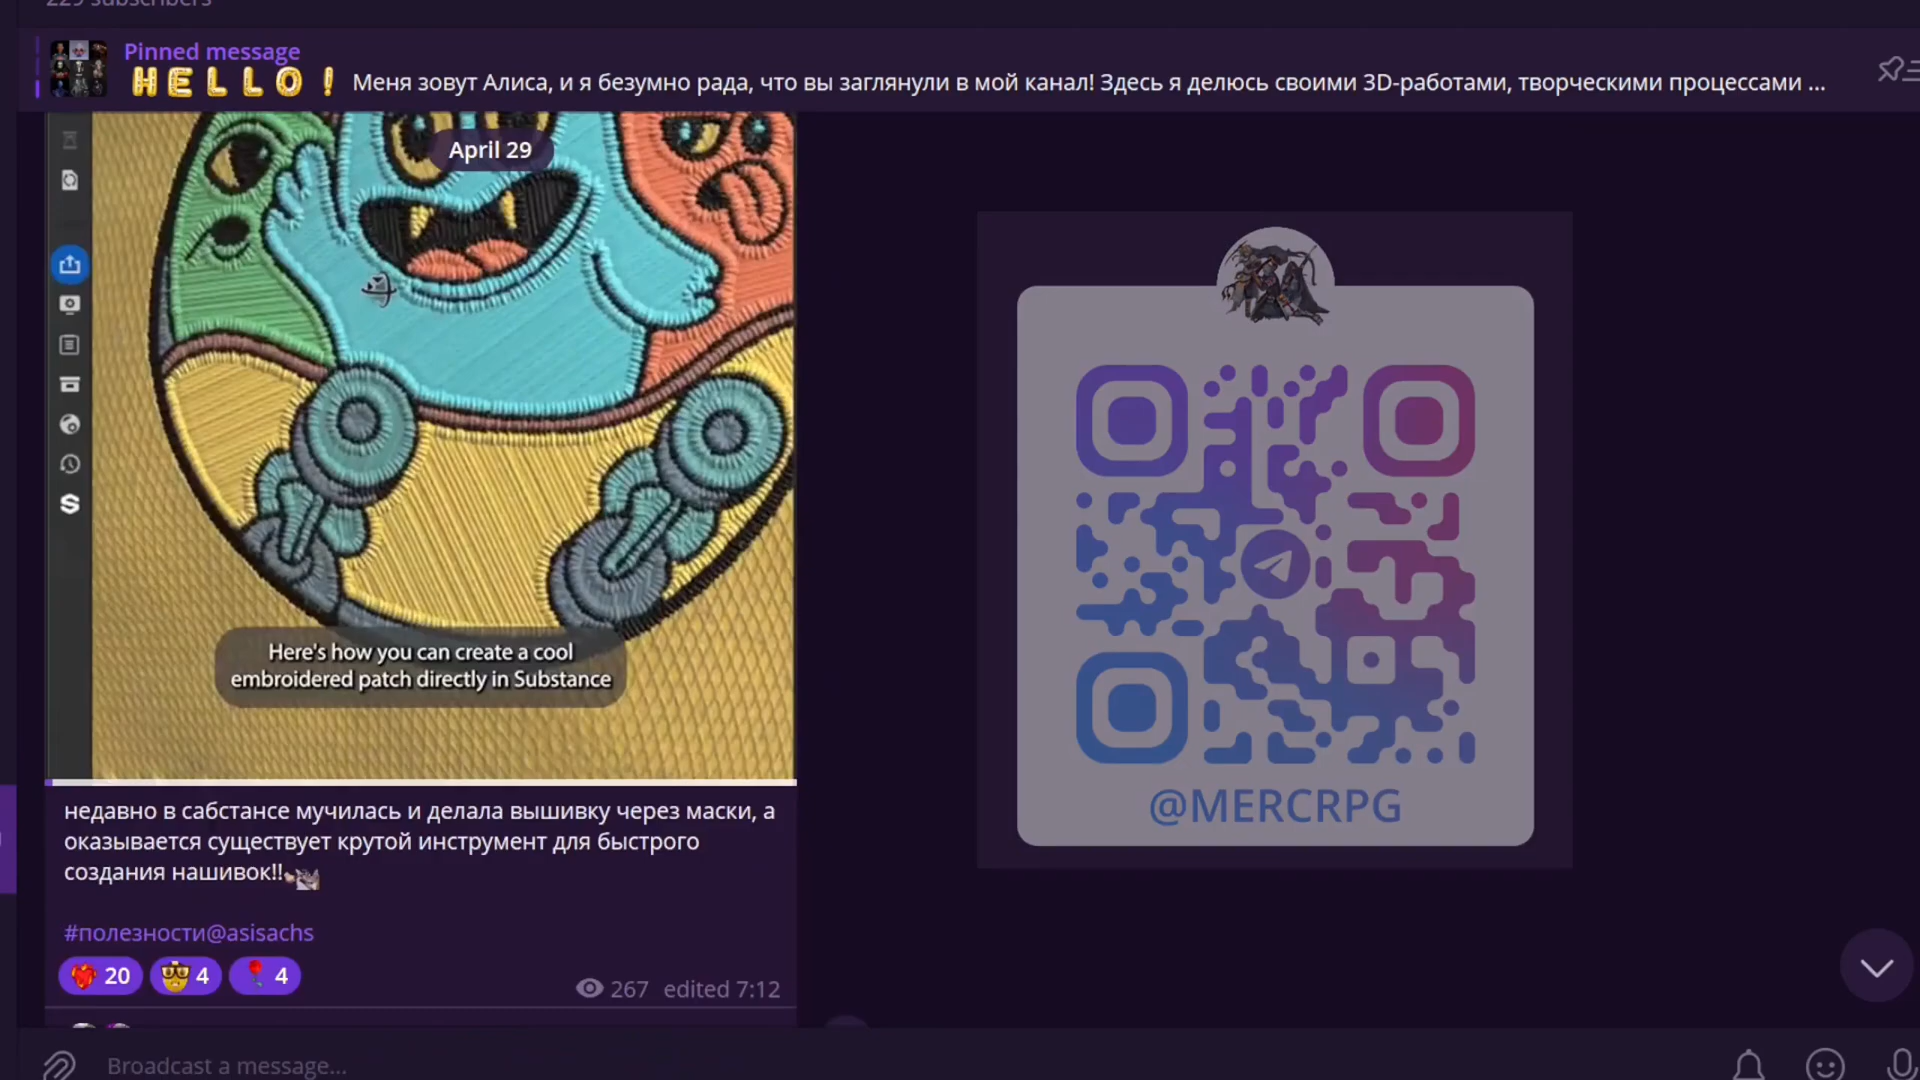 229 subscribers
Pinned message
HELLO! Меня зовут Алиса, и я безумно рада, что вы заглянули в мой канал! Здесь я делюсь своими 3D-работами, творческими процессами ...
April 29
Here's how you can create a cool
embroidered patch directly in Substance
@MERCRPG
недавно в сабстансе мучилась и делала вышивку через маски, а
оказывается существует крутой инструмент для быстрого
создания нашивок!!
#полезности@asisachs
20 4 4
267 edited 7:12
Broadcast a message...